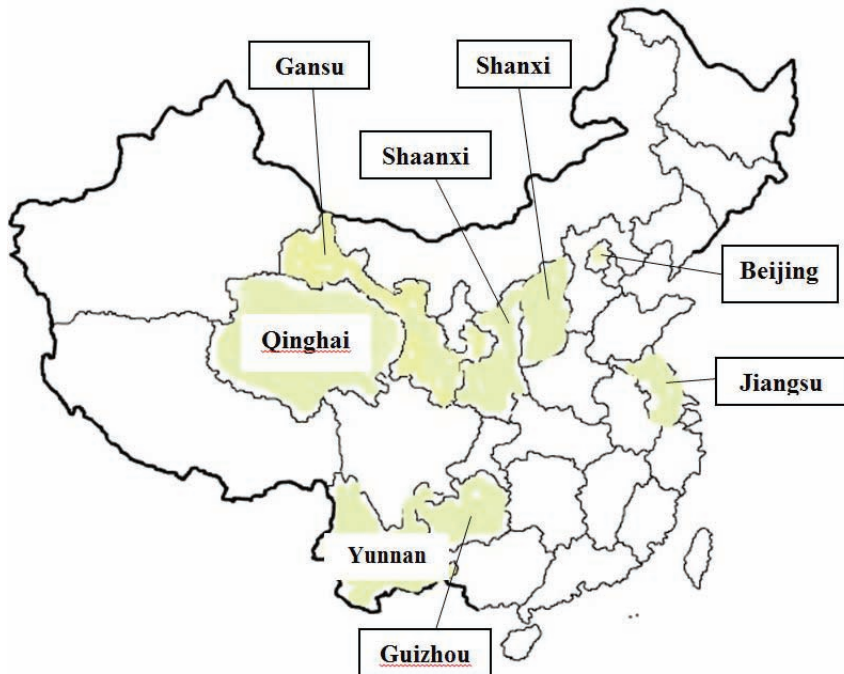 Gansu
Shanxi
Shaanxi
Beijing
Qinghai
Jiangsu
Yunnan
Guizhou